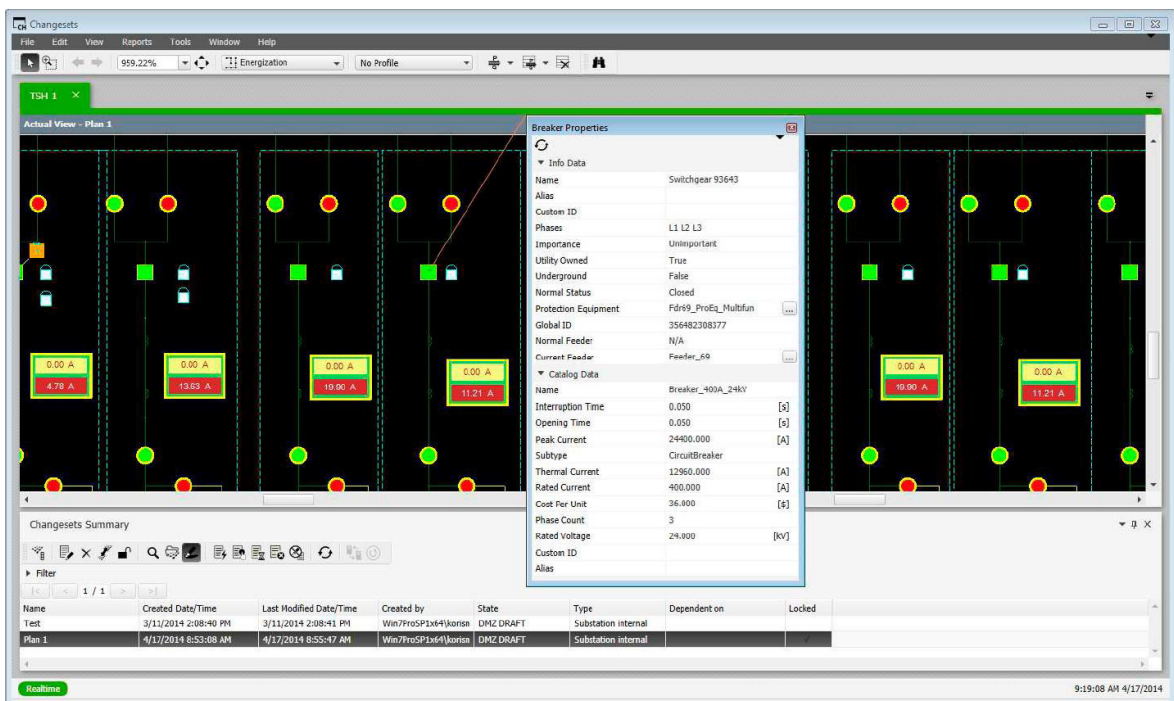 CH Changesets
File Edit View Reports Tools Window Help
959.22% Energization No Profile
TSH 1
Actual View - Plan 1
0.00 A 0.00 A 0.00 A 0.00 A 0.00 A 0.00 A
4.78 A 13.63 A 19.90 A 11.21 A 19.90 A 11.21 A
Breaker Properties
Info Data
Name Switchgear 93643
Alias
Custom ID
Phases L1 L2 L3
Importance Unimportant
Utility Owned True
Underground False
Normal Status Closed
Protection Equipment Fdr69_ProEq_Multifun ...
Global ID 356482308377
Normal Feeder N/A
Current Feeder Feeder_69 ...
Catalog Data
Name Breaker_400A_24kV
Interruption Time 0.050 [s]
Opening Time 0.050 [s]
Peak Current 24400.000 [A]
Subtype CircuitBreaker
Thermal Current 12960.000 [A]
Rated Current 400.000 [A]
Cost Per Unit 36.000 [$]
Phase Count 3
Rated Voltage 24.000 [kV]
Custom ID
Alias
Changesets Summary
Filter
1 / 1
Name Created Date/Time Last Modified Date/Time Created by State Type Dependent on Locked
Test 3/11/2014 2:08:40 PM 3/11/2014 2:08:41 PM Win7ProSP1x64\korisn DMZ DRAFT Substation internal
Plan 1 4/17/2014 8:53:08 AM 4/17/2014 8:55:47 AM Win7ProSP1x64\korisn DMZ DRAFT Substation internal
Realtime 9:19:08 AM 4/17/2014